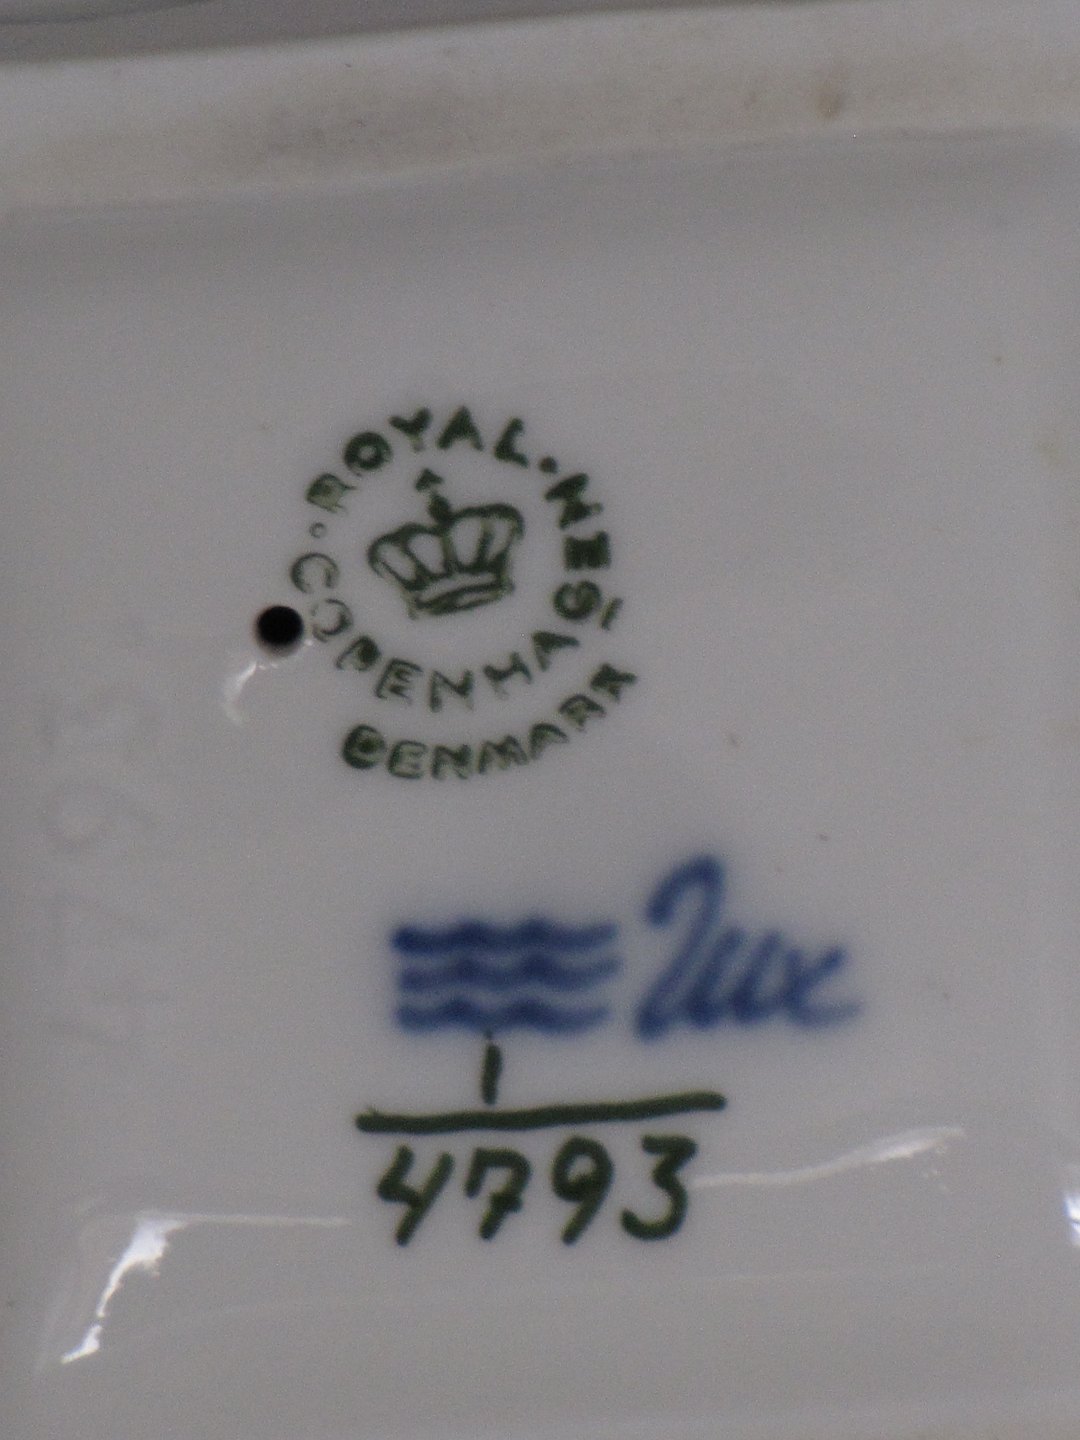 ROYAL · COPENHAGEN ·
DENMARK
1
4793